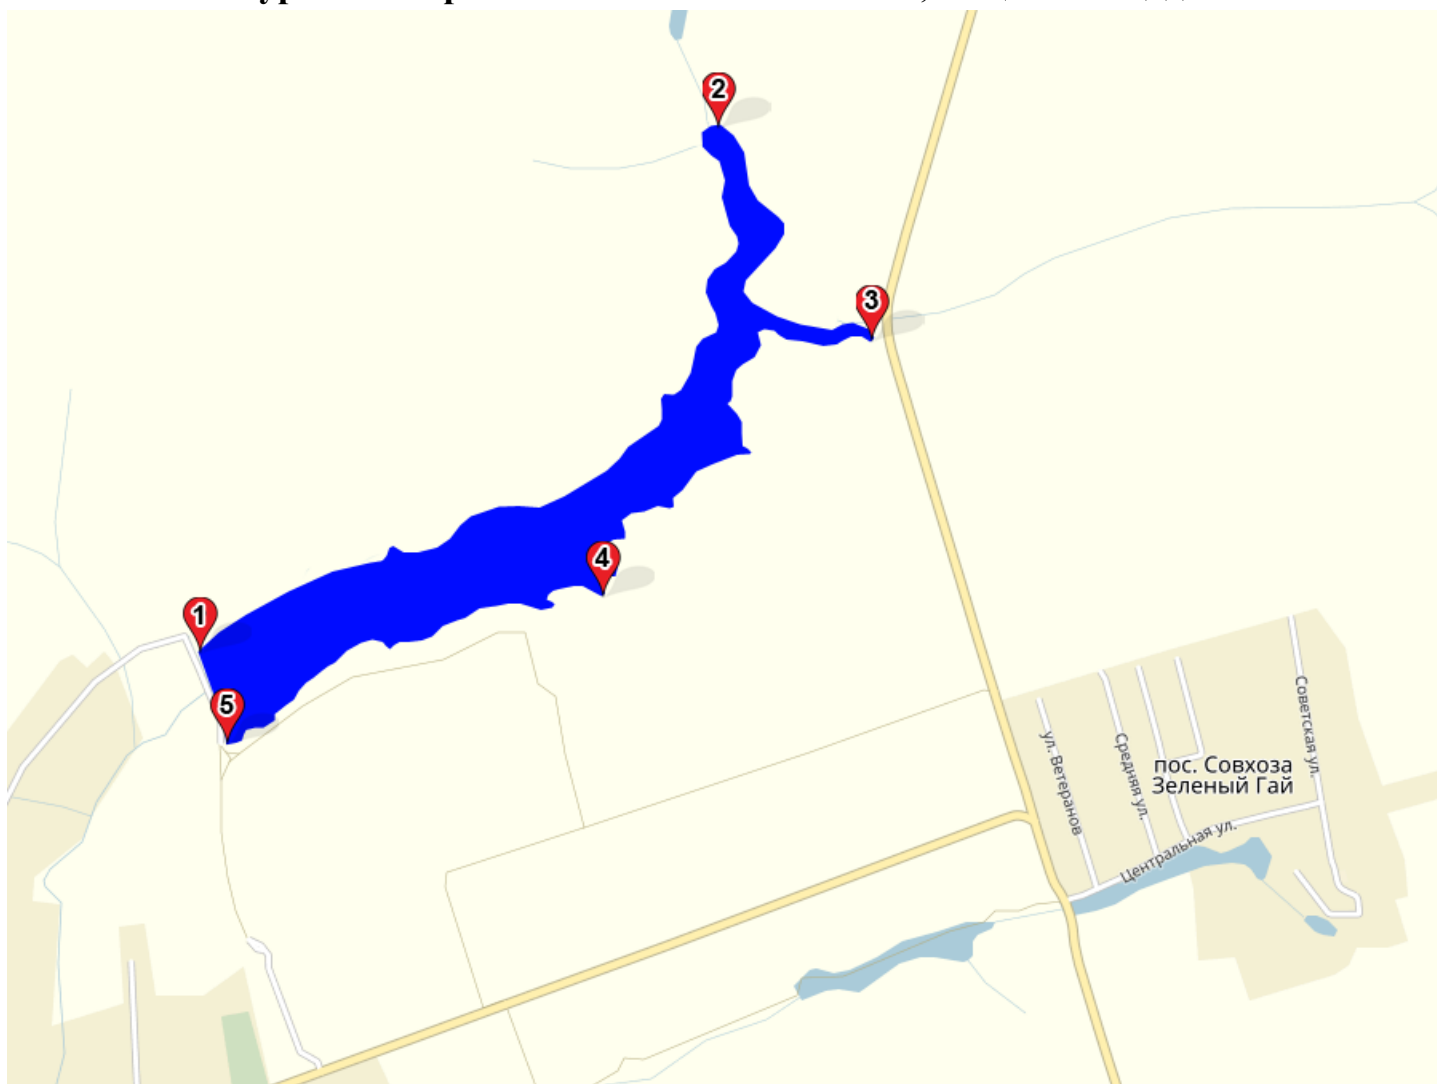 2
3
4
1
5
Советская ул.
ул. Ветеранов
Средняя ул.
пос. Совхоза
Зеленый Гай
Центральная ул.